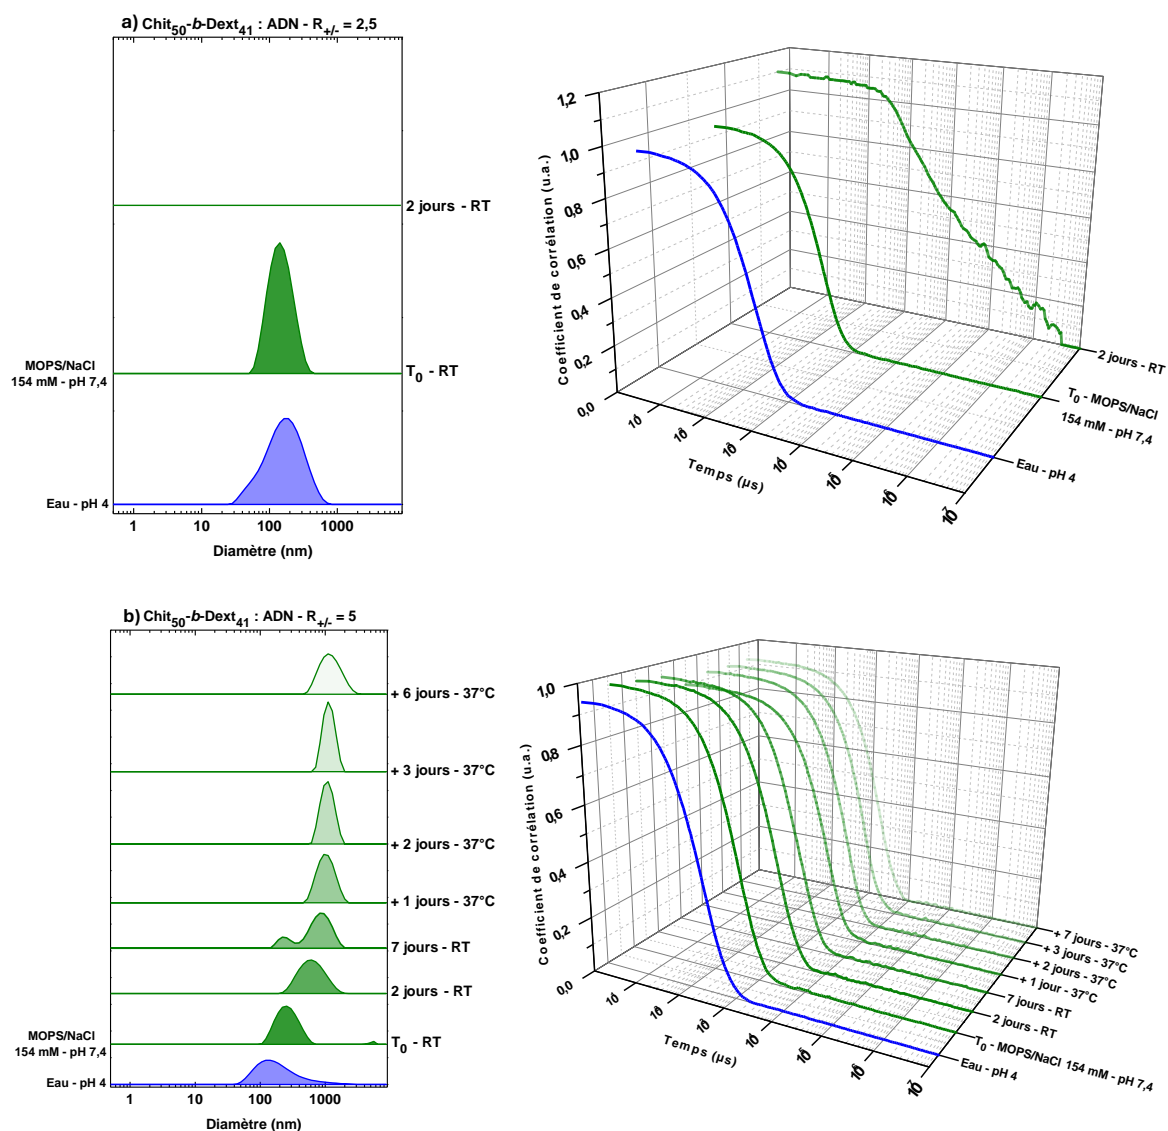 a) Chit50-b-Dext41 : ADN - R+/- = 2,5
2 jours - RT
MOPS/NaCl
154 mM - pH 7,4
T0 - RT
Eau - pH 4
1 10 100 1000
Diamètre (nm)
1,2
1,0
0,8
0,6
0,4
0,2
0,0
Coefficient de corrélation (u.a.)
Temps (µs)
2 jours - RT
T0 - MOPS/NaCl
154 mM - pH 7,4
Eau - pH 4
b) Chit50-b-Dext41 : ADN - R+/- = 5
+ 6 jours - 37°C
+ 3 jours - 37°C
+ 2 jours - 37°C
+ 1 jours - 37°C
7 jours - RT
2 jours - RT
MOPS/NaCl
154 mM - pH 7,4
T0 - RT
Eau - pH 4
1 10 100 1000
Diamètre (nm)
1,0
0,8
0,6
0,4
0,2
0,0
Coefficient de corrélation (u.a.)
Temps (µs)
+ 7 jours - 37°C
+ 3 jours - 37°C
+ 2 jours - 37°C
+ 1 jour - 37°C
7 jours - RT
2 jours - RT
T0 - MOPS/NaCl 154 mM - pH 7,4
Eau - pH 4